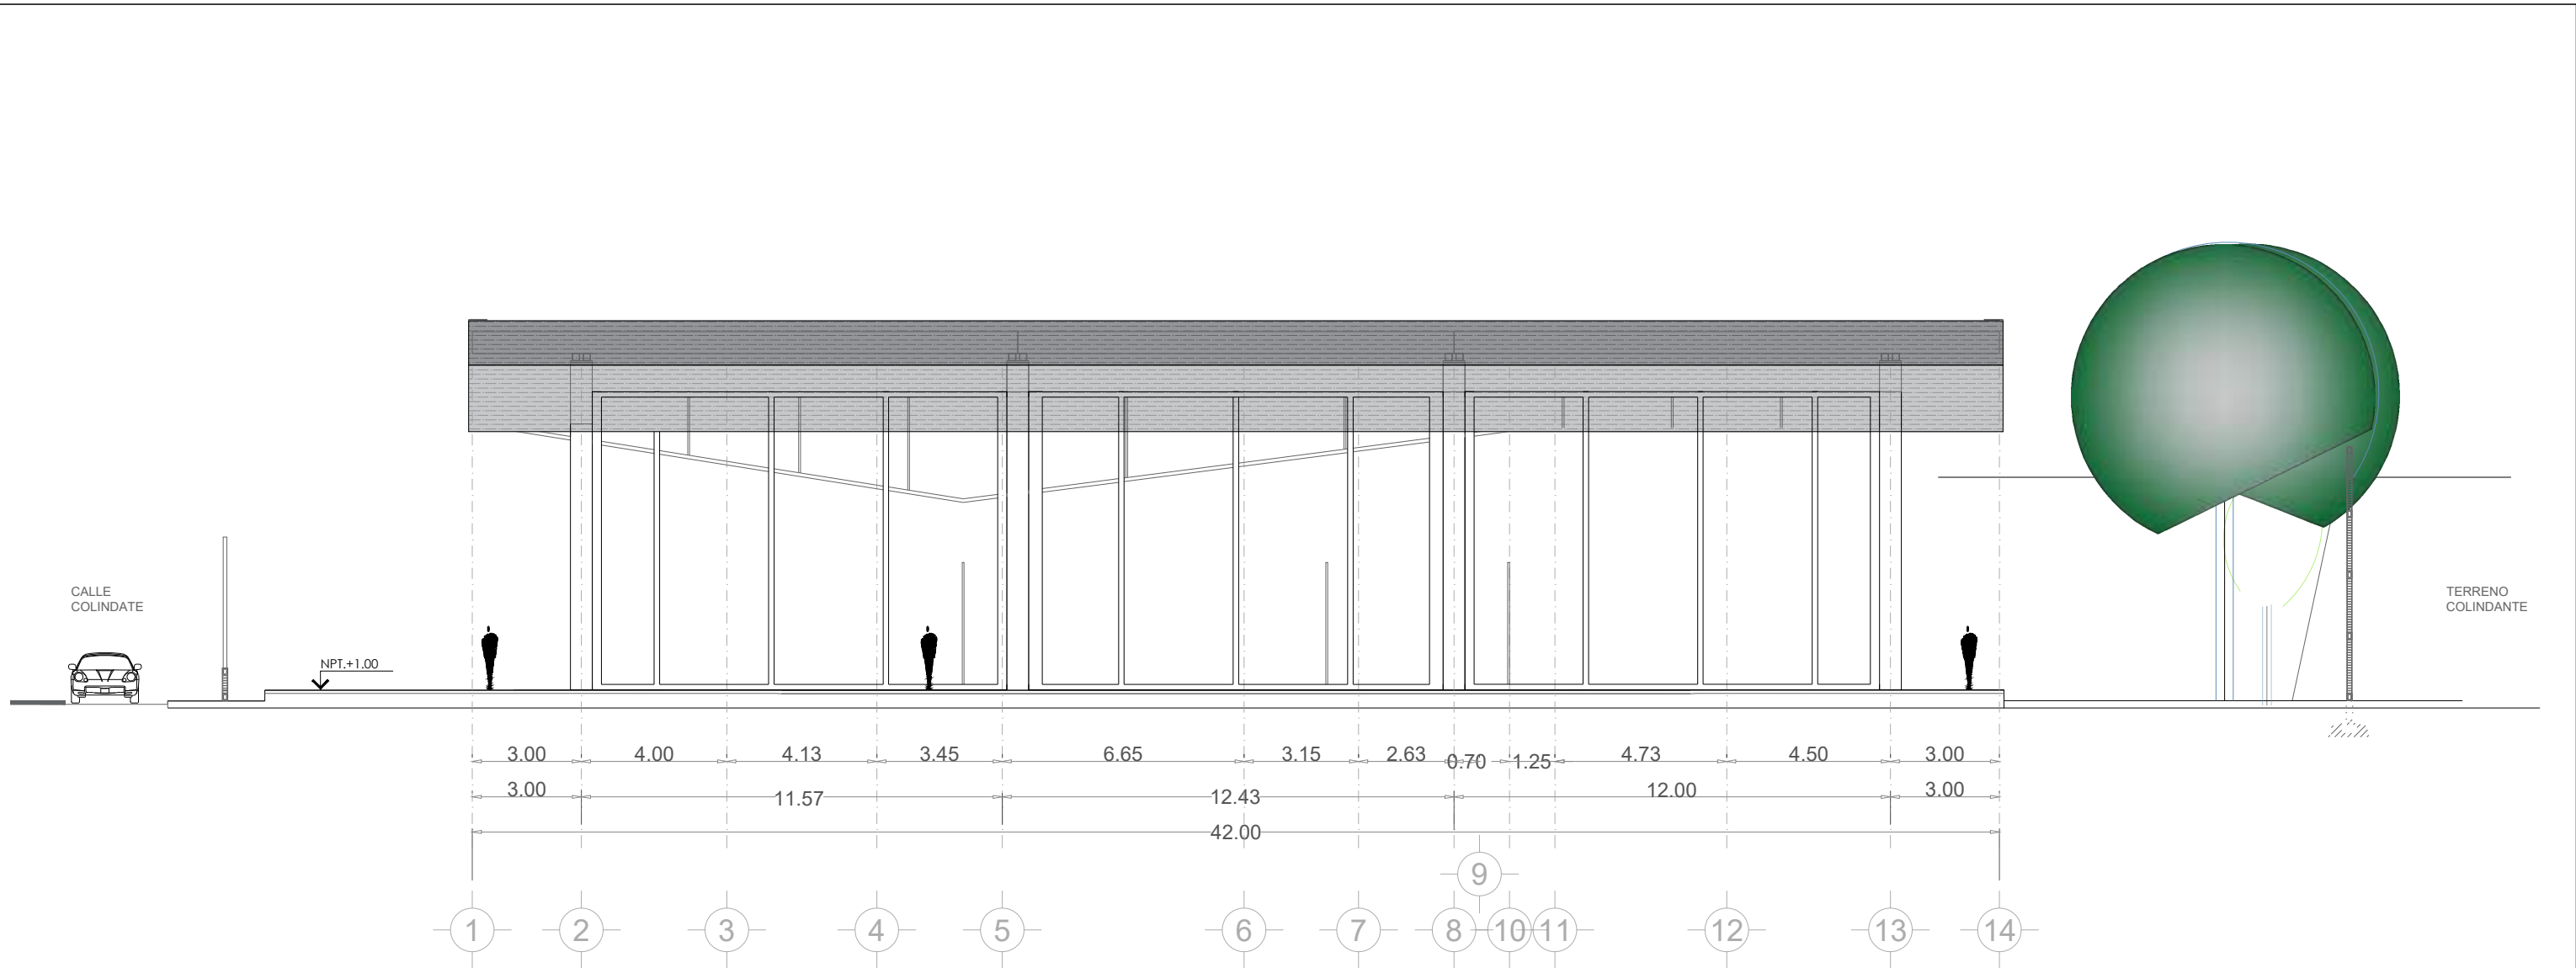 CALLE
COLINDATE
TERRENO
COLINDANTE
NPT.+1.00
3.00 4.00 4.13 3.45 6.65 3.15 2.63 0.70 1.25 4.73 4.50 3.00
3.00 11.57 12.43 12.00 3.00
42.00
9
1 2 3 4 5 6 7 8 10 11 12 13 14